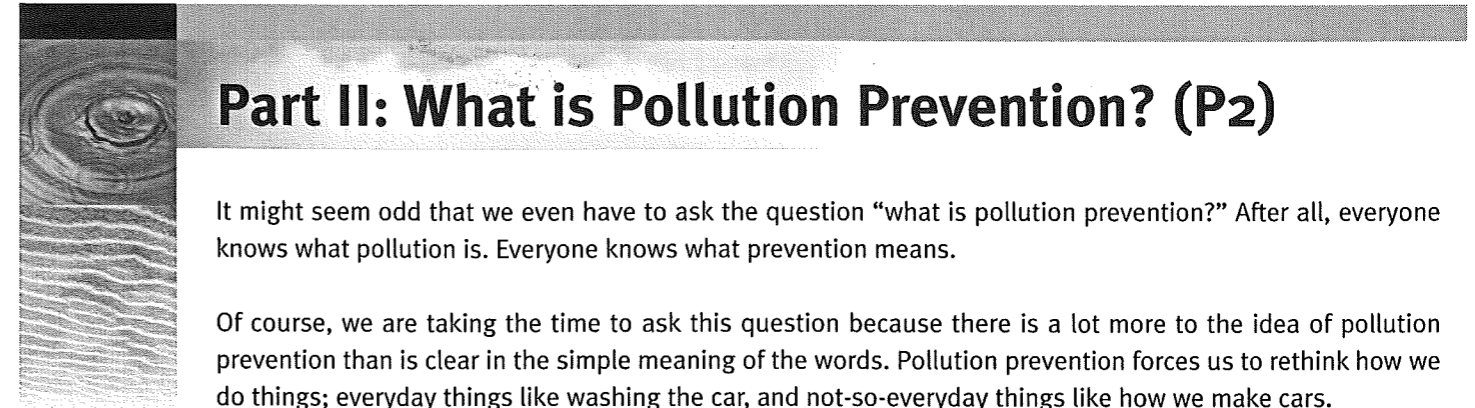 Part II: What is Pollution Prevention? (P2)
It might seem odd that we even have to ask the question “what is pollution prevention?” After all, everyone
knows what pollution is. Everyone knows what prevention means.
Of course, we are taking the time to ask this question because there is a lot more to the idea of pollution
prevention than is clear in the simple meaning of the words. Pollution prevention forces us to rethink how we
do things; everyday things like washing the car, and not-so-everyday things like how we make cars.